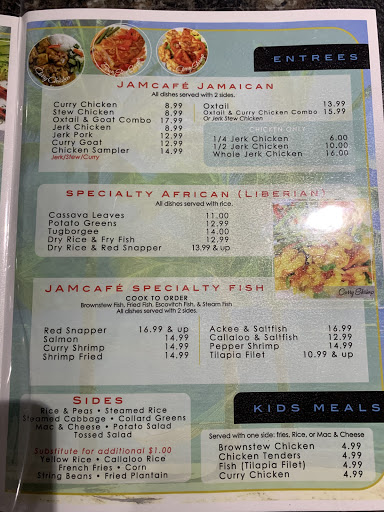 ENTREES
JAMCAFÉ JAMAICAN
All dishes served with 2 sides.
Curry Chicken 8.99
Stew Chicken 8.99
Oxtail & Goat Combo 17.99
Jerk Chicken 8.99
Jerk Pork 12.99
Curry Goat 12.99
Chicken Sampler 14.99
Jerk/Stew/Curry
Oxtail 13.99
Oxtail & Curry Chicken Combo 15.99
Or Jerk Stew Chicken
CHICKEN ONLY
1/4 Jerk Chicken 6.00
1/2 Jerk Chicken 10.00
Whole Jerk Chicken 16.00
SPECIALTY AFRICAN (LIBERIAN)
All dishes served with rice.
Cassava Leaves 11.00
Potato Greens 12.99
Tugborgee 14.00
Dry Rice & Fry Fish 12.99
Dry Rice & Red Snapper 13.99 & up
Curry Shrimp
JAMCAFÉ SPECIALTY FISH
COOK TO ORDER
Brownstew Fish, Fried Fish, Escovitch Fish, & Steam Fish
All dishes served with 2 sides.
Red Snapper 16.99 & up
Salmon 14.99
Curry Shrimp 14.99
Shrimp Fried 14.99
Ackee & Saltfish 16.99
Callaloo & Saltfish 12.99
Pepper Shrimp 14.99
Tilapia Filet 10.99 & up
SIDES
Rice & Peas • Steamed Rice
Steamed Cabbage • Collard Greens
Mac & Cheese • Potato Salad
Tossed Salad
Substitute for additional $1.00
Yellow Rice • Callaloo Rice
French Fries • Corn
String Beans • Fried Plantain
KIDS MEALS
Served with one side: fries, Rice, or Mac & Cheese
Brownstew Chicken 4.99
Chicken Tenders 4.99
Fish (Tilapia Filet) 4.99
Curry Chicken 4.99